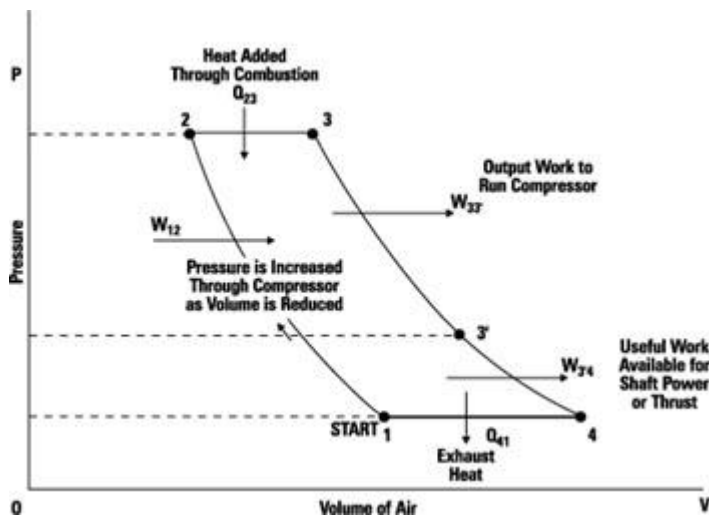 P
Heat Added
Through Combustion
Q23
2
3
Output Work to
Run Compressor
W33'
W12
Pressure
Pressure is Increased
Through Compressor
as Volume is Reduced
3'
Useful Work
Available for
Shaft Power
or Thrust
W3'4
START
1
Q41
4
Exhaust
Heat
0
Volume of Air
V